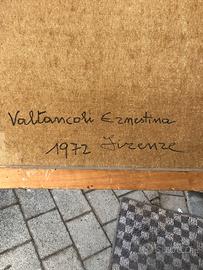 Valtancoli Ernestina
1972 Firenze